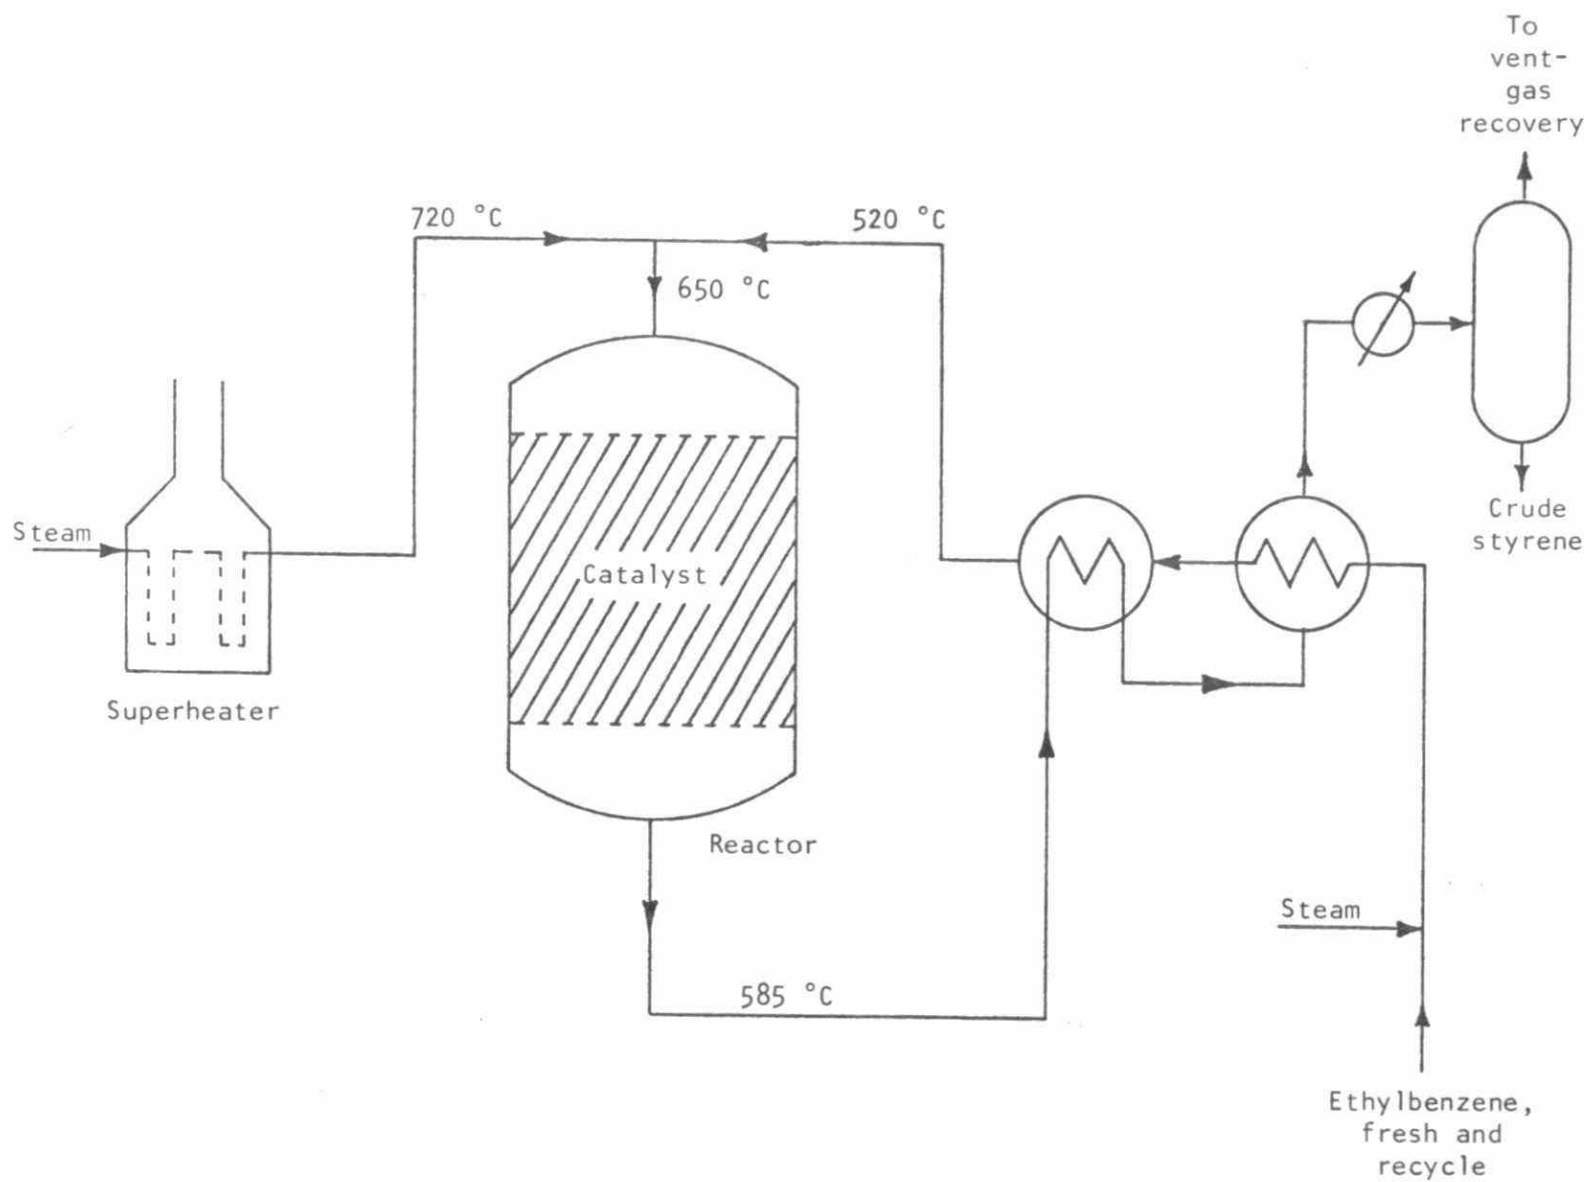 To
vent-
gas
recovery
720 °C
520 °C
650 °C
Steam
Catalyst
Crude
styrene
Superheater
Reactor
Steam
585 °C
Ethylbenzene,
fresh and
recycle